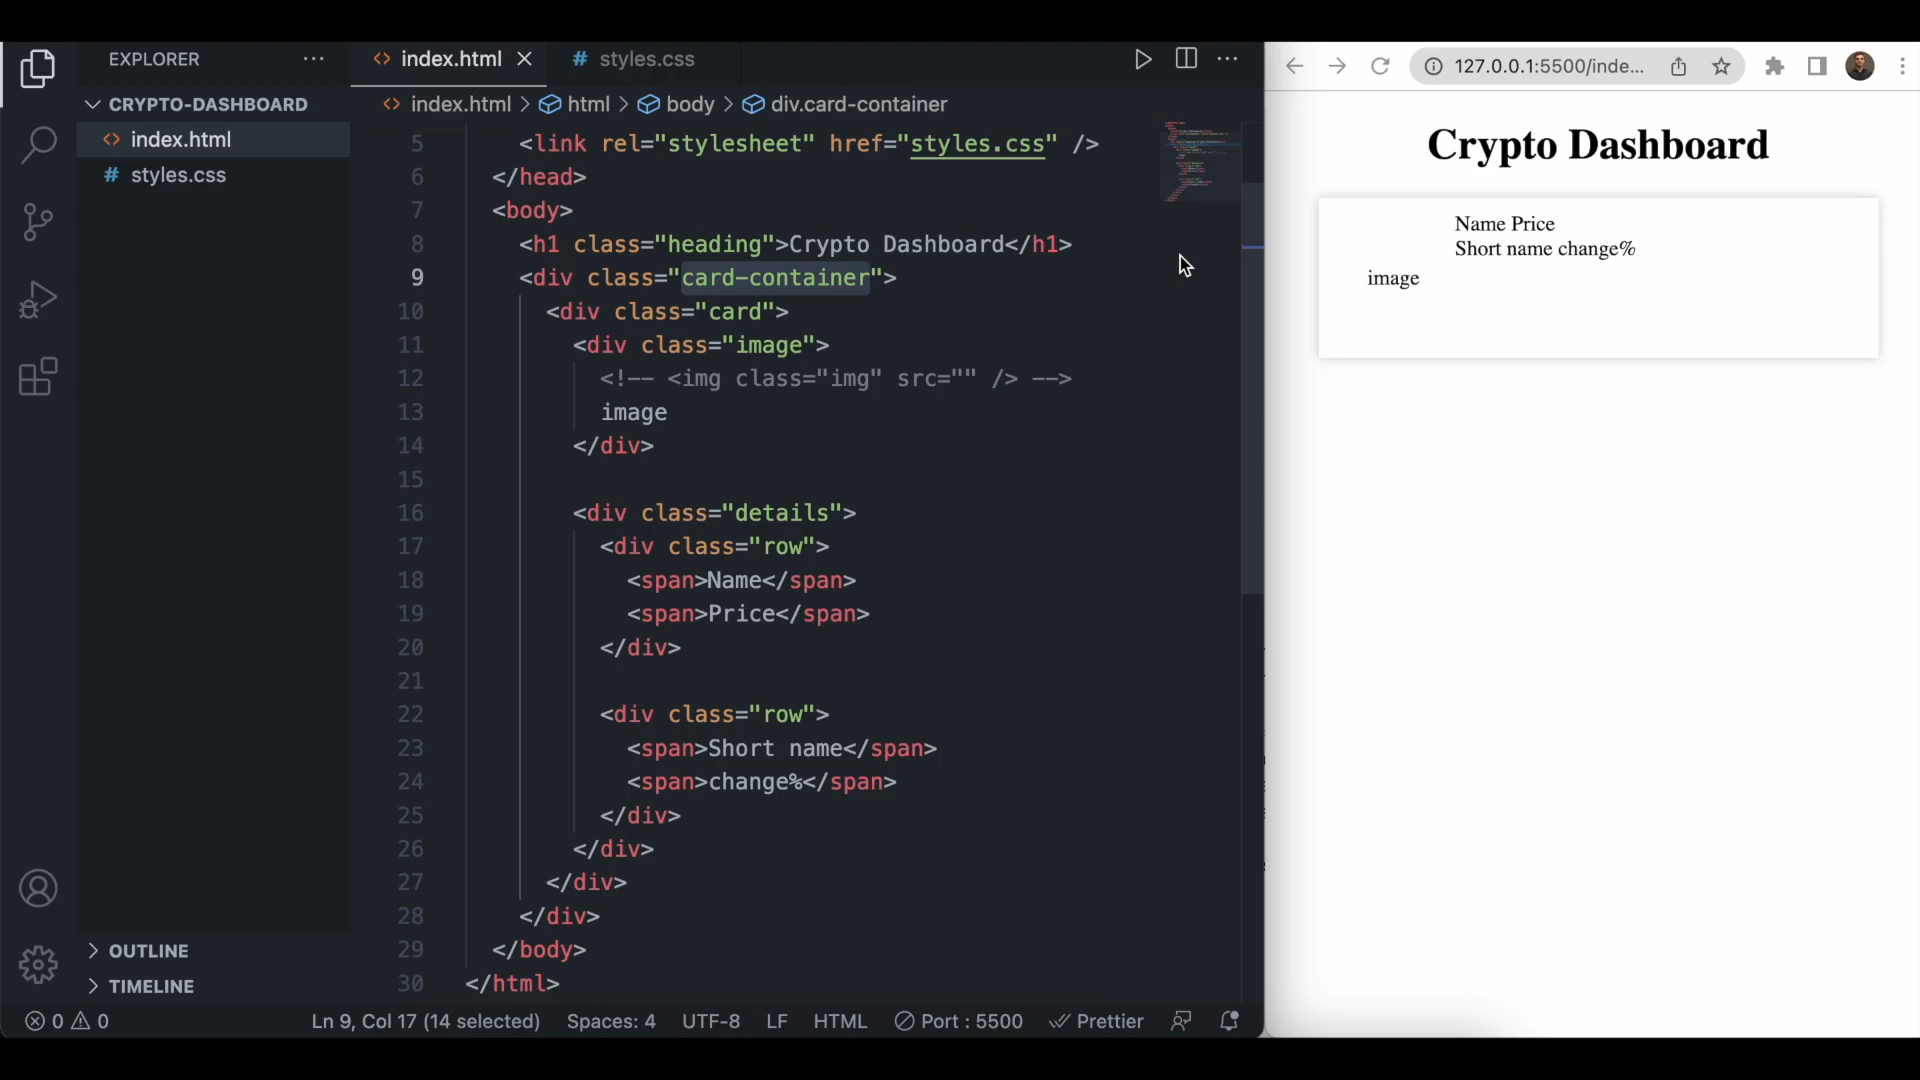 EXPLORER ···
index.html
styles.css
127.0.0.1:5500/inde...
CRYPTO-DASHBOARD
index.html > html > body > div.card-container
index.html
styles.css
5 <link rel="stylesheet" href="styles.css" />
6 </head>
7 <body>
8 <h1 class="heading">Crypto Dashboard</h1>
9 <div class="card-container">
10 <div class="card">
11 <div class="image">
12 <!-- <img class="img" src="" /> -->
13 image
14 </div>
15
16 <div class="details">
17 <div class="row">
18 <span>Name</span>
19 <span>Price</span>
20 </div>
21
22 <div class="row">
23 <span>Short name</span>
24 <span>change%</span>
25 </div>
26 </div>
27 </div>
28 </div>
29 </body>
30 </html>
OUTLINE
TIMELINE
0 0
Ln 9, Col 17 (14 selected) Spaces: 4 UTF-8 LF HTML Port : 5500 Prettier
Crypto Dashboard
Name Price
Short name change%
image